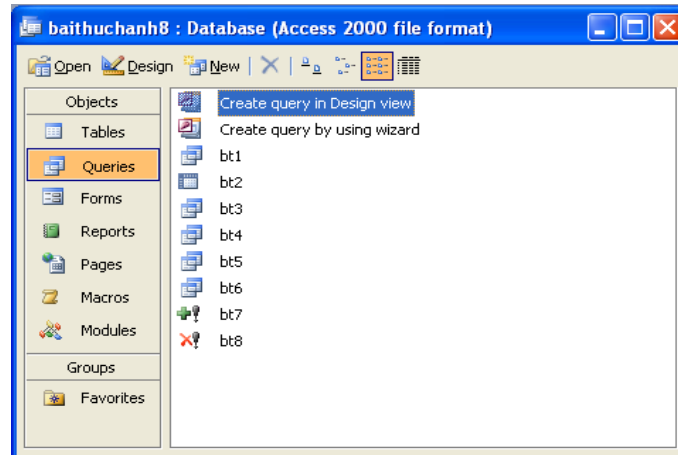 baithuchanh8 : Database (Access 2000 file format)
Open Design New
Objects
Tables
Queries
Forms
Reports
Pages
Macros
Modules
Groups
Favorites
Create query in Design view
Create query by using wizard
bt1
bt2
bt3
bt4
bt5
bt6
bt7
bt8